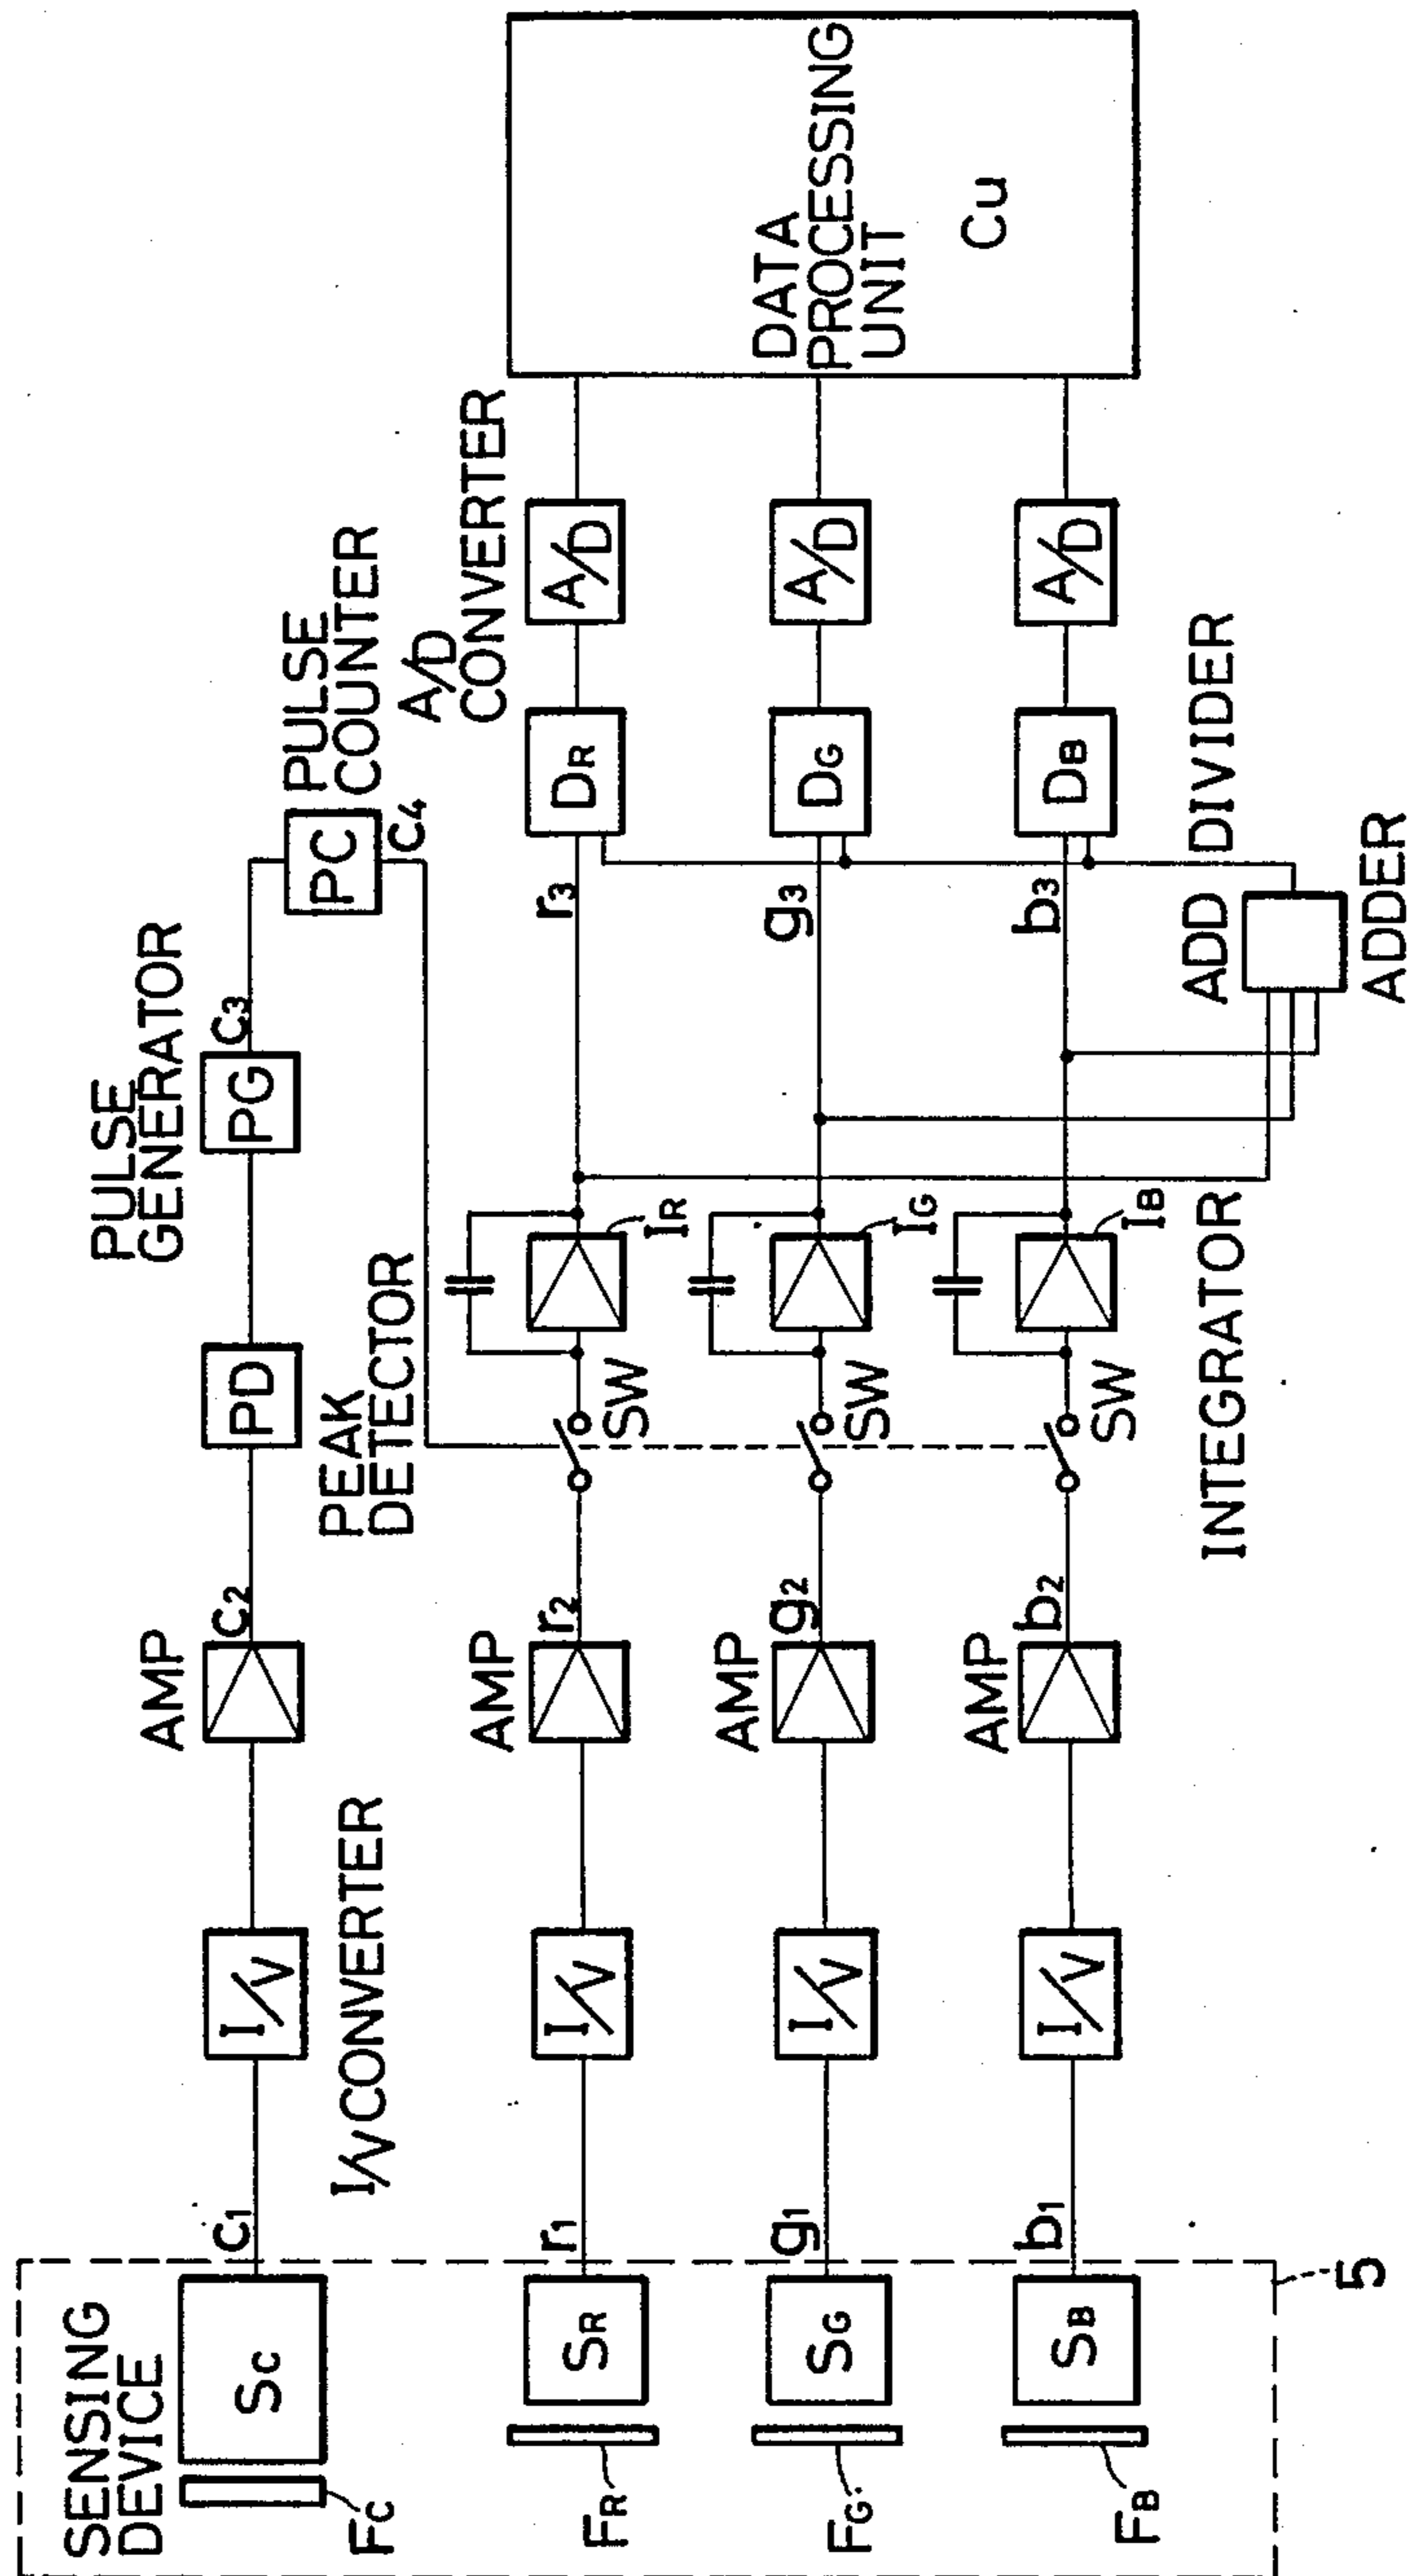 SENSING
DEVICE
Sc
Fc
C1
I/V
I/V CONVERTER
AMP
C2
PD
PEAK
DETECTOR
PULSE
GENERATOR
PG
C3
PC
PULSE
COUNTER
C4
FR
SR
r1
I/V
AMP
r2
SW
IR
r3
DR
A/D
A/D
CONVERTER
FG
SG
g1
I/V
AMP
g2
SW
IG
g3
DG
A/D
FB
SB
b1
I/V
AMP
b2
SW
IB
b3
DB
A/D
DATA
PROCESSING
UNIT
Cu
INTEGRATOR
ADD
ADDER
DIVIDER
5